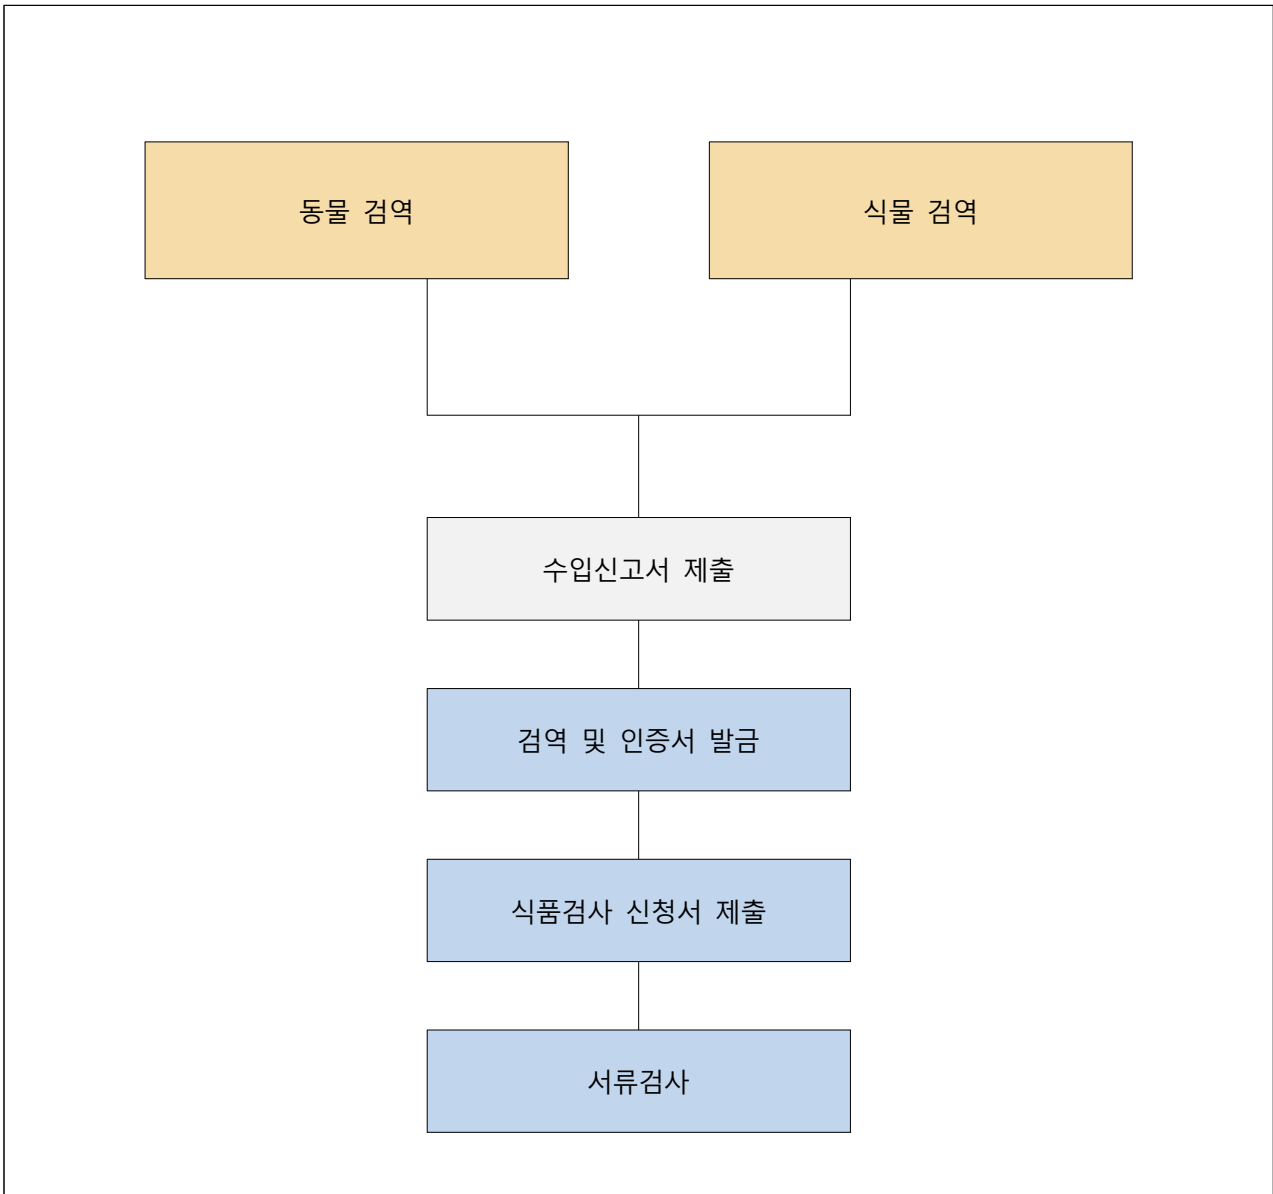 동물 검역
식물 검역
수입신고서 제출
검역 및 인증서 발금
식품검사 신청서 제출
서류검사